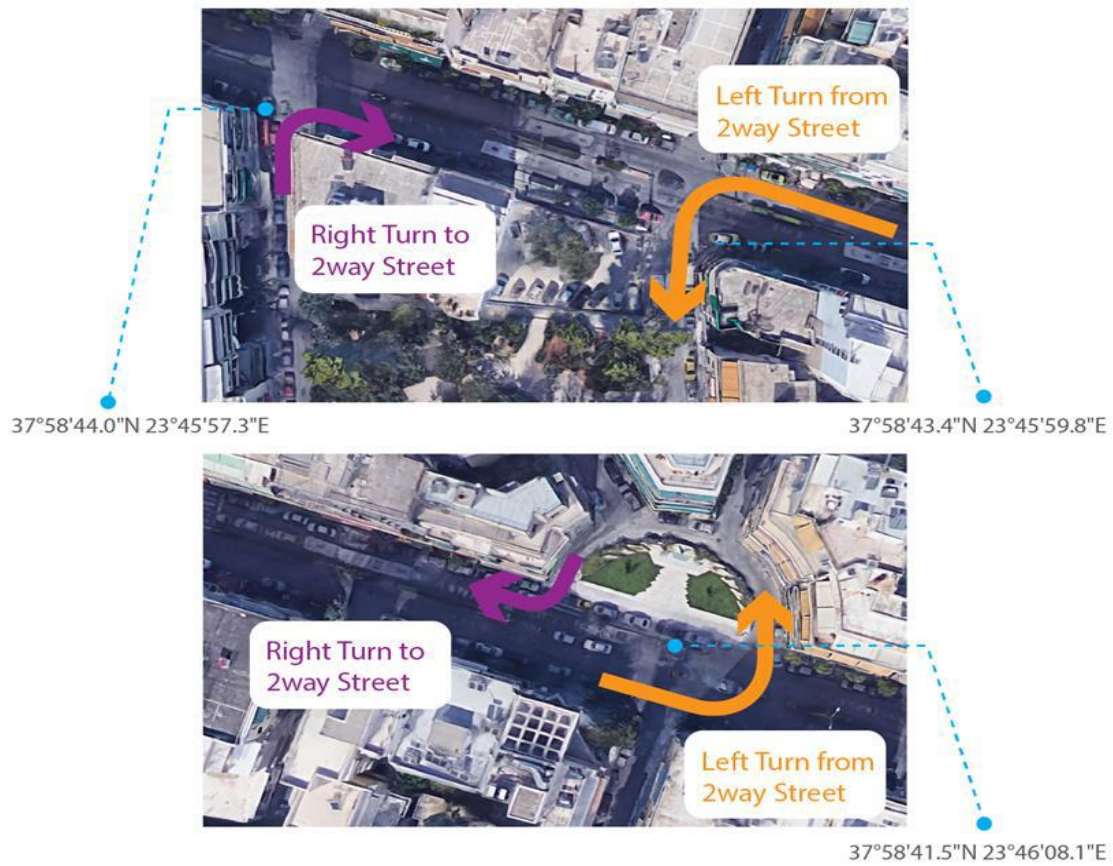 Left Turn from
2way Street
Right Turn to
2way Street
37°58'44.0"N 23°45'57.3"E
37°58'43.4"N 23°45'59.8"E
Right Turn to
2way Street
Left Turn from
2way Street
37°58'41.5"N 23°46'08.1"E